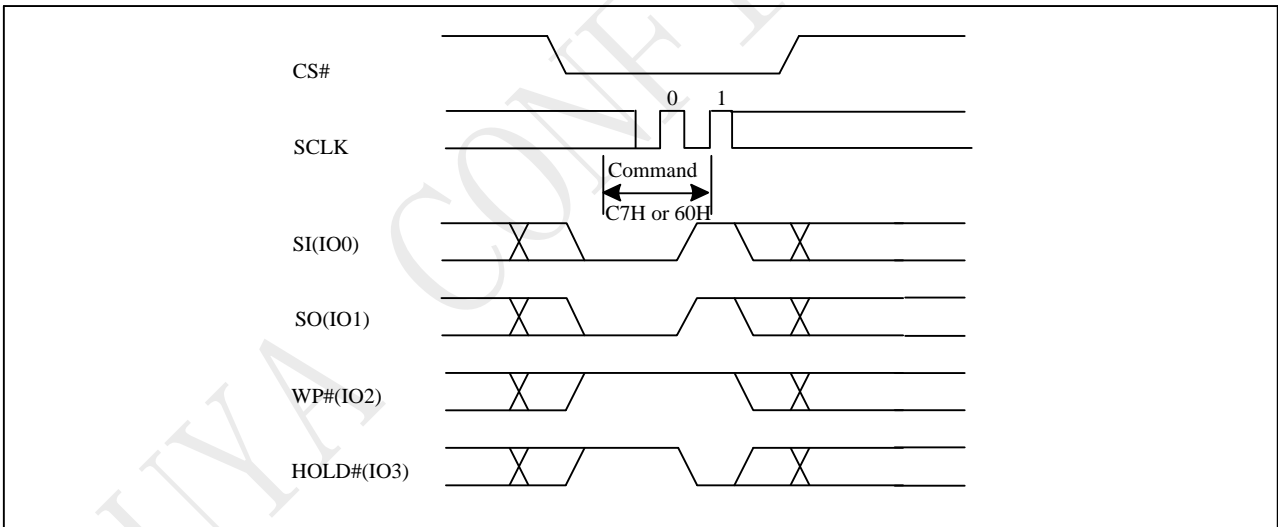 CS#
0 1
SCLK
Command
C7H or 60H
SI(IO0)
SO(IO1)
WP#(IO2)
HOLD#(IO3)